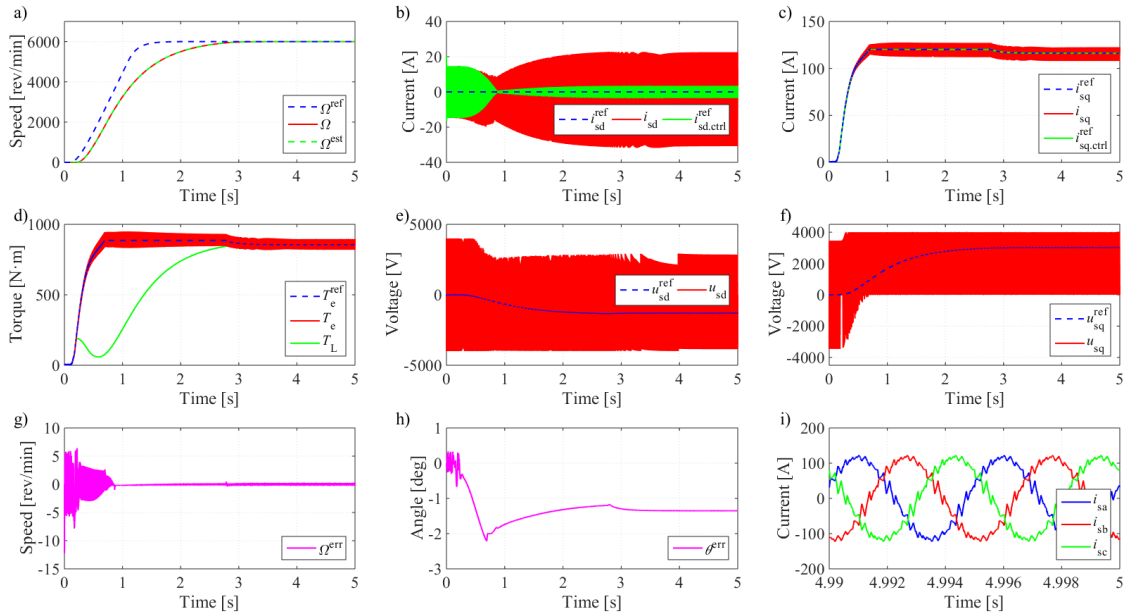 a)
Speed [rev/min]
6000
4000
2000
0
Ω^ref
Ω
Ω^est
0 1 2 3 4 5
Time [s]
b)
Current [A]
40
20
0
-20
-40
i_sd^ref i_sd i_sd.ctrl^ref
0 1 2 3 4 5
Time [s]
c)
Current [A]
150
100
50
0
i_sq^ref
i_sq
i_sq.ctrl^ref
0 1 2 3 4 5
Time [s]
d)
Torque [N·m]
1000
500
0
T_e^ref
T_e
T_L
0 1 2 3 4 5
Time [s]
e)
Voltage [V]
5000
0
-5000
u_sd^ref u_sd
0 1 2 3 4 5
Time [s]
f)
Voltage [V]
4000
2000
0
-2000
-4000
u_sq^ref
u_sq
0 1 2 3 4 5
Time [s]
g)
Speed [rev/min]
10
5
0
-5
-10
-15
Ω^err
0 1 2 3 4 5
Time [s]
h)
Angle [deg]
1
0
-1
-2
-3
θ^err
0 1 2 3 4 5
Time [s]
i)
Current [A]
200
100
0
-100
-200
i_sa
i_sb
i_sc
4.99 4.992 4.994 4.996 4.998 5
Time [s]